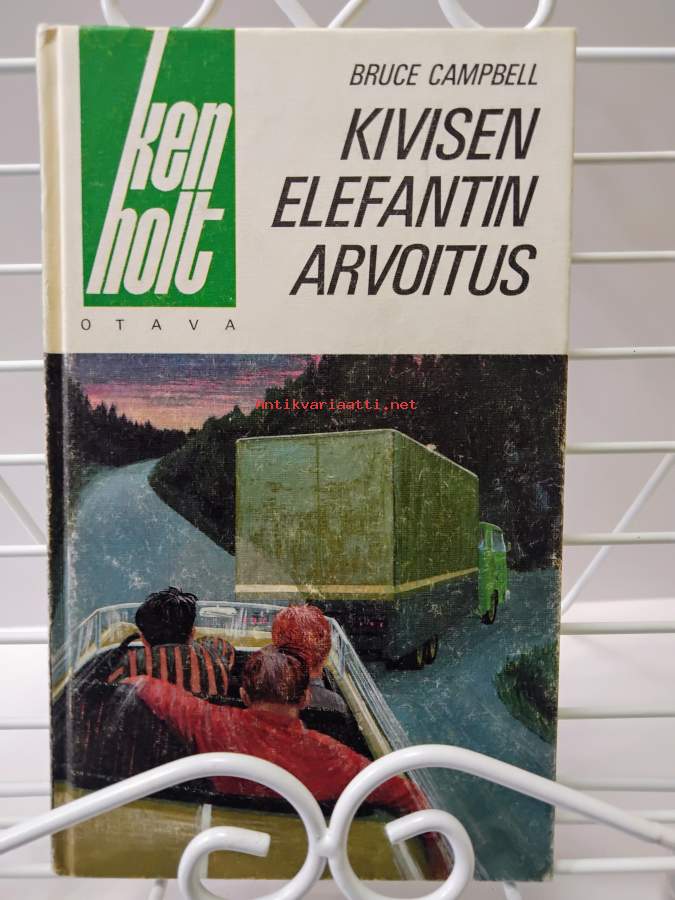 ken
holt
OTAVA
BRUCE CAMPBELL
KIVISEN
ELEFANTIN
ARVOITUS
Antikvariaatti.net